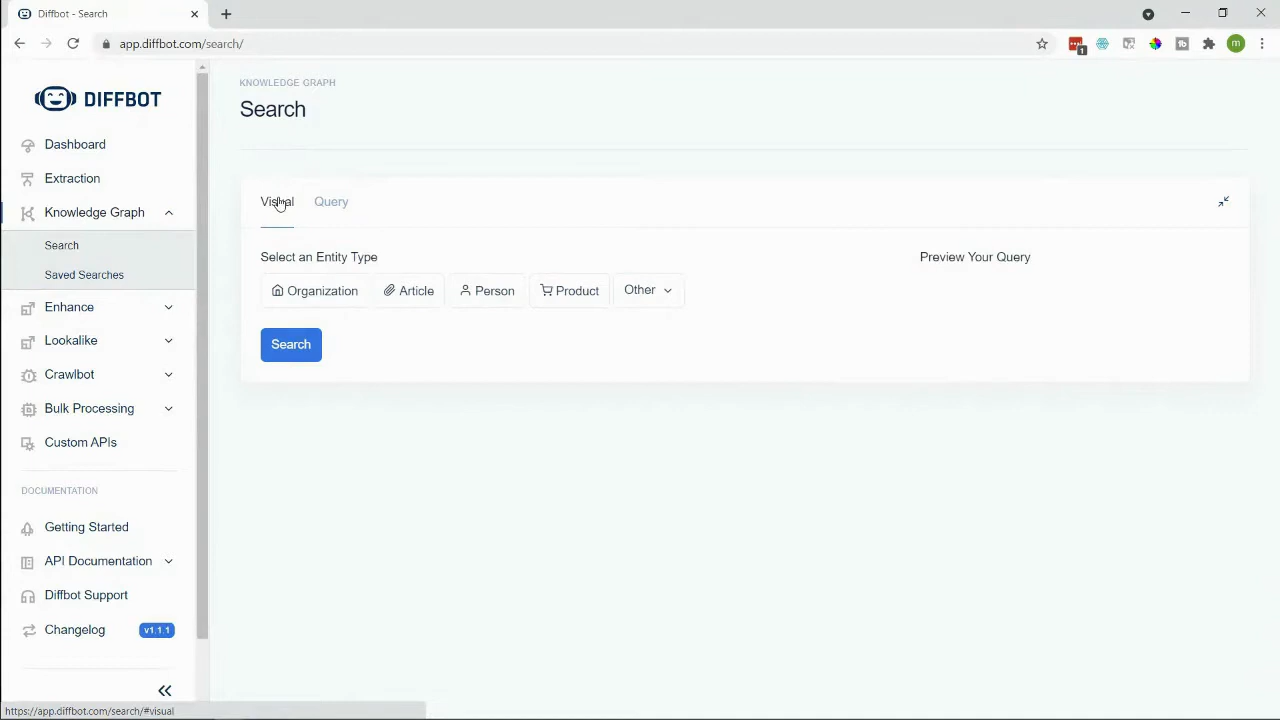 Diffbot - Search
app.diffbot.com/search/
1
m
DIFFBOT
Dashboard
Extraction
Knowledge Graph
Search
Saved Searches
Enhance
Lookalike
Crawlbot
Bulk Processing
Custom APIs
DOCUMENTATION
Getting Started
API Documentation
Diffbot Support
Changelog v1.1.1
KNOWLEDGE GRAPH
Search
Visual Query
Select an Entity Type Preview Your Query
Organization Article Person Product Other
Search
https://app.diffbot.com/search/#visual